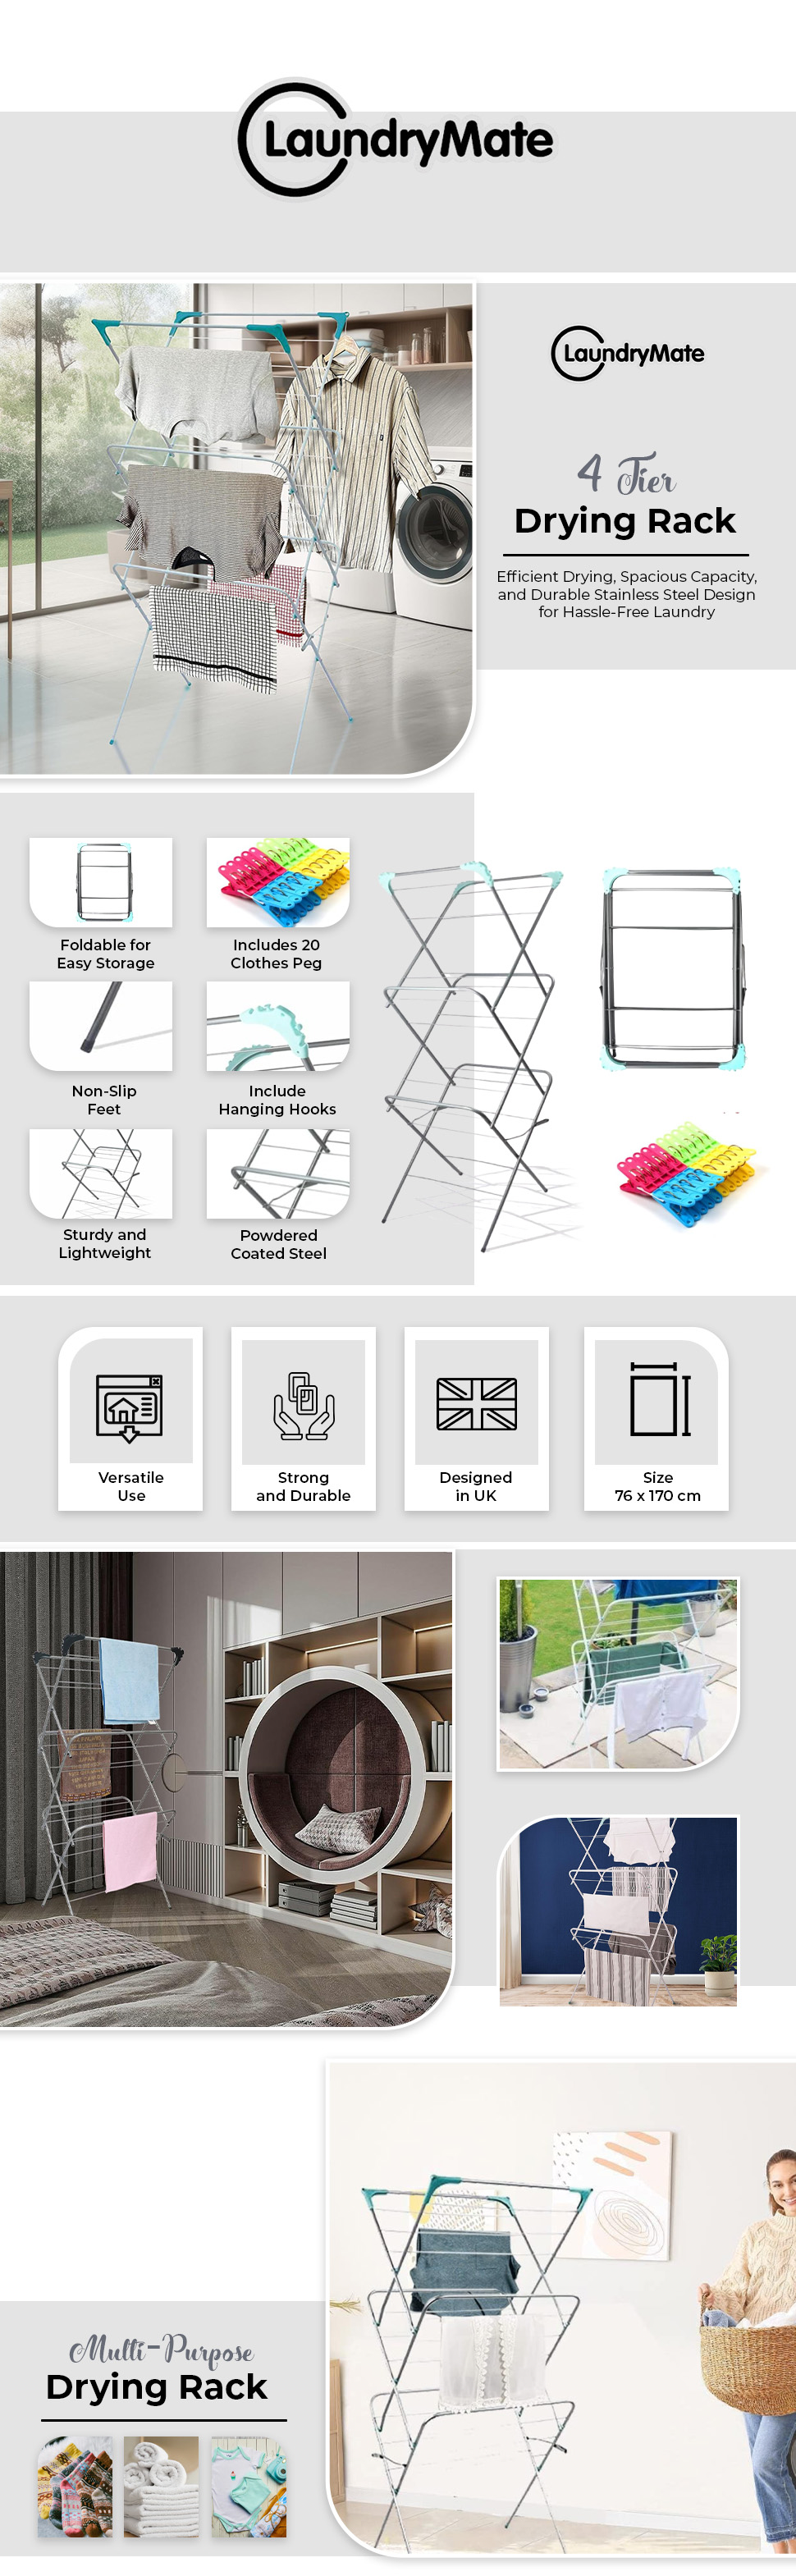 LaundryMate
LaundryMate
4 Tier
Drying Rack
Efficient Drying, Spacious Capacity,
and Durable Stainless Steel Design
for Hassle-Free Laundry
Foldable for
Easy Storage
Includes 20
Clothes Peg
Non-Slip
Feet
Include
Hanging Hooks
Sturdy and
Lightweight
Powdered
Coated Steel
Versatile
Use
Strong
and Durable
Designed
in UK
Size
76 x 170 cm
Multi-Purpose
Drying Rack